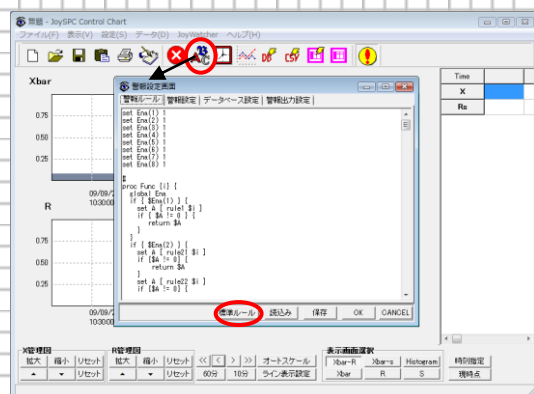 無題 - JoySPC Control Chart
ファイル(F) 表示(V) 設定(S) データ(D) JoyWatcher ヘルプ(H)
DB CSV
Xbar
0.75
0.50
0.25
09/09/
10:30:00
R
0.75
0.50
0.25
09/09/
10:30:00
警報設定画面
警報ルール 警報設定 データベース設定 警報出力設定
set Ena(1) 1
set Ena(2) 1
set Ena(3) 1
set Ena(4) 1
set Ena(5) 1
set Ena(6) 1
set Ena(7) 1
set Ena(8) 1
#
proc Func {i} {
global Ena
if { $Ena(1) } {
set A [ rule1 $i ]
if { $A != 0 } {
return $A
}
}
if { $Ena(2) } {
set A [ rule21 $i ]
if {$A != 0} {
return $A
}
set A [ rule22 $i ]
if {$A != 0} {
標準ルール 読込み 保存 OK CANCEL
Time
X
Rs
X管理図 R管理図 表示画面選択
拡大 縮小 リセット 拡大 縮小 リセット << < > >> オートスケール Xbar-R Xbar-s Histogram 時刻指定
▲ ▼ リセット ▲ ▼ リセット 60分 10分 ライン表示設定 Xbar R S 現時点